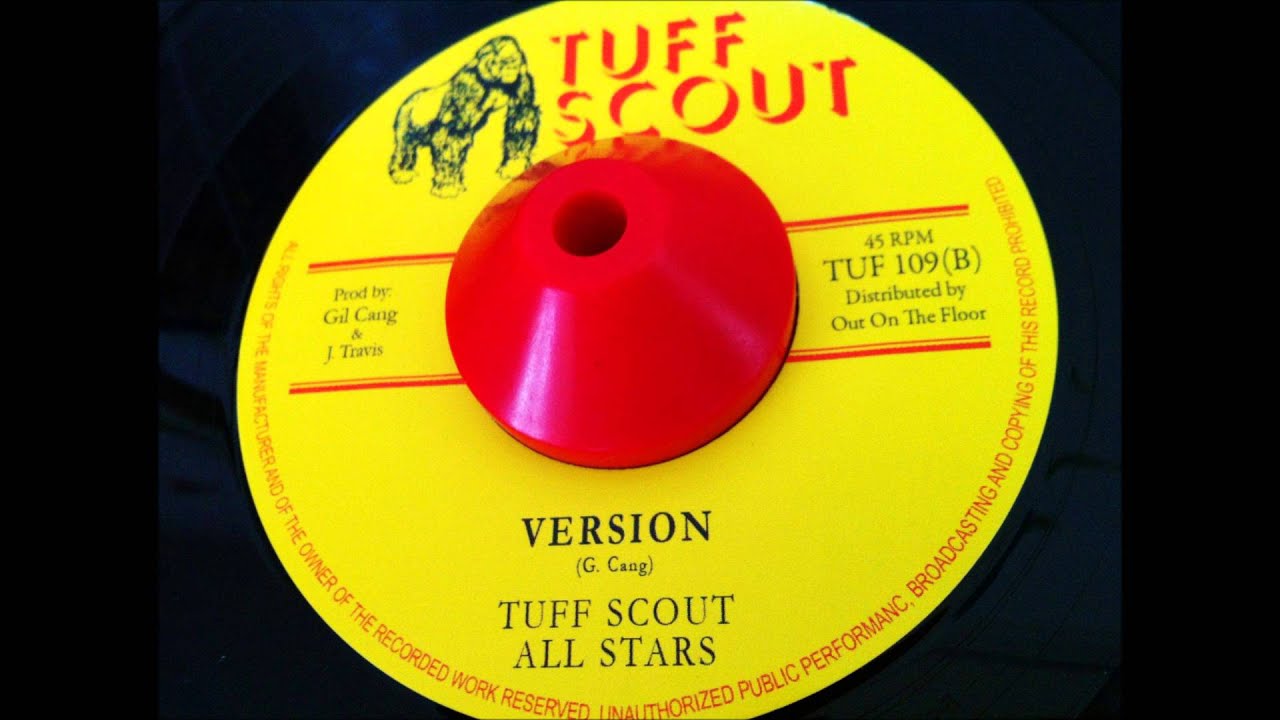 TUFF
SCOUT
45 RPM
TUF 109 (B)
Distributed by
Out On The Floor
Prod by:
Gil Cang
&
J. Travis
VERSION
(G. Cang)
TUFF SCOUT
ALL STARS
ALL RIGHTS OF THE MANUFACTURER AND OF THE OWNER OF THE RECORDED WORK RESERVED. UNAUTHORIZED PUBLIC PERFORMANC, BROADCASTING AND COPYING OF THIS RECORD PROHIBITED